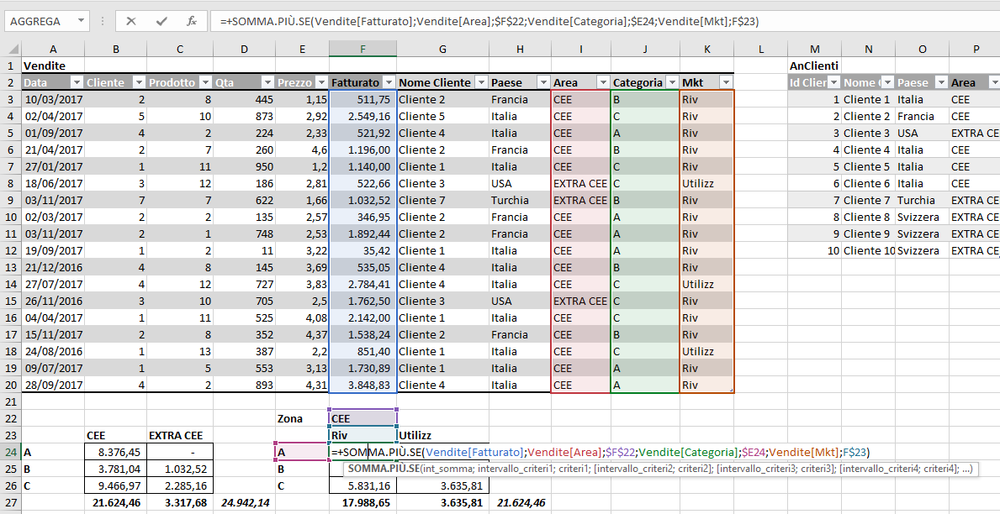 AGGREGA fx =+SOMMA.PIÙ.SE(Vendite[Fatturato];Vendite[Area];$F$22;Vendite[Categoria];$E24;Vendite[Mkt];F$23)
A B C D E F G H I J K L M N O P
1 Vendite AnClienti
2 Data Cliente Prodotto Qta Prezzo Fatturato Nome Cliente Paese Area Categoria Mkt Id Clier Nome Paese Area
3 10/03/2017 2 8 445 1,15 511,75 Cliente 2 Francia CEE B Riv 1 Cliente 1 Italia CEE
4 02/04/2017 5 10 873 2,92 2.549,16 Cliente 5 Italia CEE C Riv 2 Cliente 2 Francia CEE
5 01/09/2017 4 2 224 2,33 521,92 Cliente 4 Italia CEE A Riv 3 Cliente 3 USA EXTRA CE
6 21/04/2017 2 7 260 4,6 1.196,00 Cliente 2 Francia CEE B Riv 4 Cliente 4 Italia CEE
7 27/01/2017 1 11 950 1,2 1.140,00 Cliente 1 Italia CEE C Riv 5 Cliente 5 Italia CEE
8 18/06/2017 3 12 186 2,81 522,66 Cliente 3 USA EXTRA CEE C Utilizz 6 Cliente 6 Italia CEE
9 03/11/2017 7 7 622 1,66 1.032,52 Cliente 7 Turchia EXTRA CEE B Riv 7 Cliente 7 Turchia EXTRA CE
10 02/03/2017 2 2 135 2,57 346,95 Cliente 2 Francia CEE A Riv 8 Cliente 8 Svizzera EXTRA CE
11 03/11/2017 2 1 748 2,53 1.892,44 Cliente 2 Francia CEE A Riv 9 Cliente 9 Svizzera EXTRA CE
12 19/09/2017 1 2 11 3,22 35,42 Cliente 1 Italia CEE A Riv 10 Cliente 10 Svizzera EXTRA CE
13 21/12/2016 4 8 145 3,69 535,05 Cliente 4 Italia CEE B Riv
14 27/07/2017 4 12 727 3,83 2.784,41 Cliente 4 Italia CEE C Utilizz
15 26/11/2016 3 10 705 2,5 1.762,50 Cliente 3 USA EXTRA CEE C Riv
16 04/04/2017 1 11 525 4,08 2.142,00 Cliente 1 Italia CEE C Riv
17 15/11/2017 2 8 352 4,37 1.538,24 Cliente 2 Francia CEE B Riv
18 24/08/2016 1 13 387 2,2 851,40 Cliente 1 Italia CEE C Utilizz
19 09/07/2017 1 5 553 3,13 1.730,89 Cliente 1 Italia CEE A Riv
20 28/09/2017 4 2 893 4,31 3.848,83 Cliente 4 Italia CEE A Riv
21
22 Zona CEE
23 CEE EXTRA CEE Riv Utilizz
24 A 8.376,45 - A =+SOMMA.PIÙ.SE(Vendite[Fatturato];Vendite[Area];$F$22;Vendite[Categoria];$E24;Vendite[Mkt];F$23)
25 B 3.781,04 1.032,52 B SOMMA.PIÙ.SE(int_somma; intervallo_criteri1; criteri1; [intervallo_criteri2; criteri2]; [intervallo_criteri3; criteri3]; [intervallo_criteri4; criteri4]; ...)
26 C 9.466,97 2.285,16 C 5.831,16 3.635,81
27 21.624,46 3.317,68 24.942,14 17.988,65 3.635,81 21.624,46